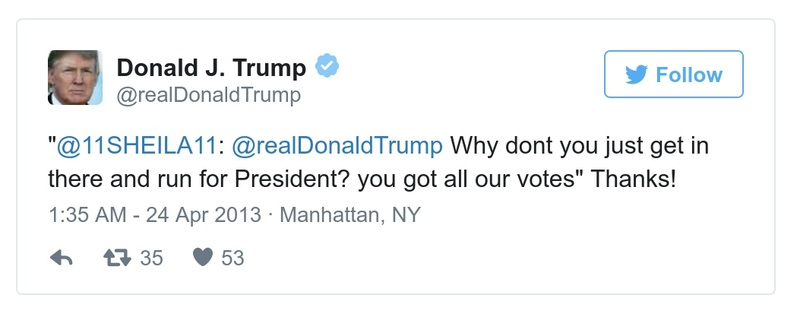 Donald J. Trump
@realDonaldTrump
Follow
"@11SHEILA11: @realDonaldTrump Why dont you just get in
there and run for President? you got all our votes" Thanks!
1:35 AM - 24 Apr 2013 · Manhattan, NY
35 53